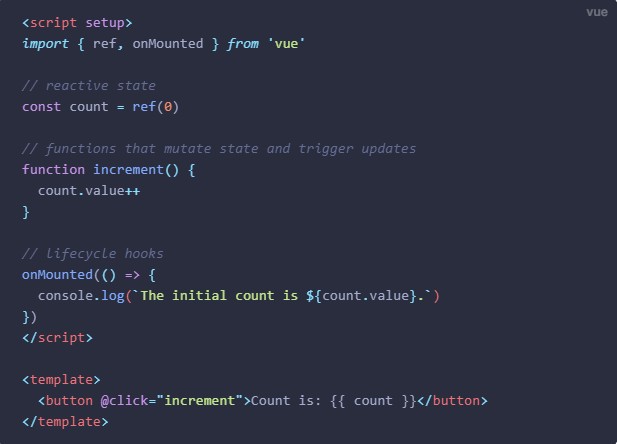 vue
<script setup>
import { ref, onMounted } from 'vue'

// reactive state
const count = ref(0)

// functions that mutate state and trigger updates
function increment() {
  count.value++
}

// lifecycle hooks
onMounted(() => {
  console.log(`The initial count is ${count.value}.`)
})
</script>

<template>
  <button @click="increment">Count is: {{ count }}</button>
</template>